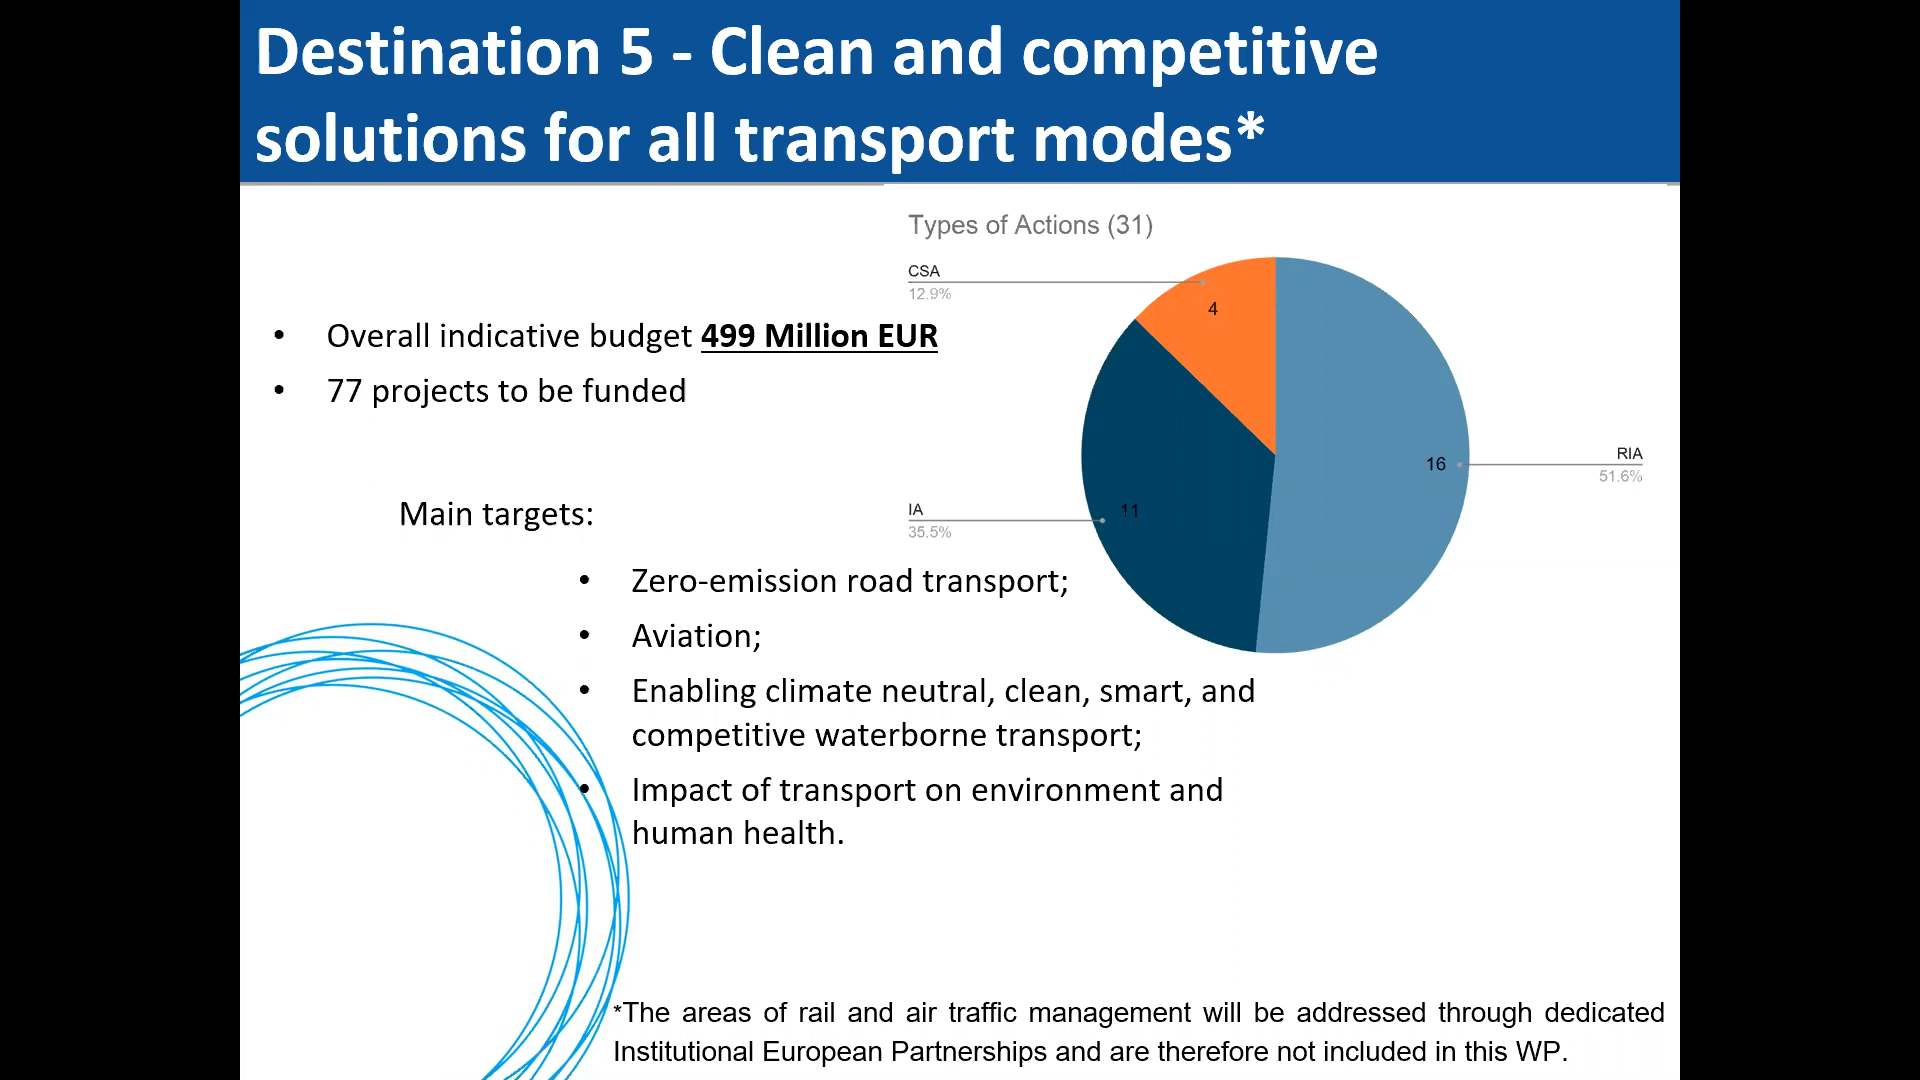 Destination 5 - Clean and competitive
solutions for all transport modes*
Types of Actions (31)
CSA
12.9%
4
• Overall indicative budget 499 Million EUR
• 77 projects to be funded
16
RIA
51.6%
IA
35.5%
11
Main targets:
• Zero-emission road transport;
• Aviation;
• Enabling climate neutral, clean, smart, and
competitive waterborne transport;
• Impact of transport on environment and
human health.
*The areas of rail and air traffic management will be addressed through dedicated
Institutional European Partnerships and are therefore not included in this WP.